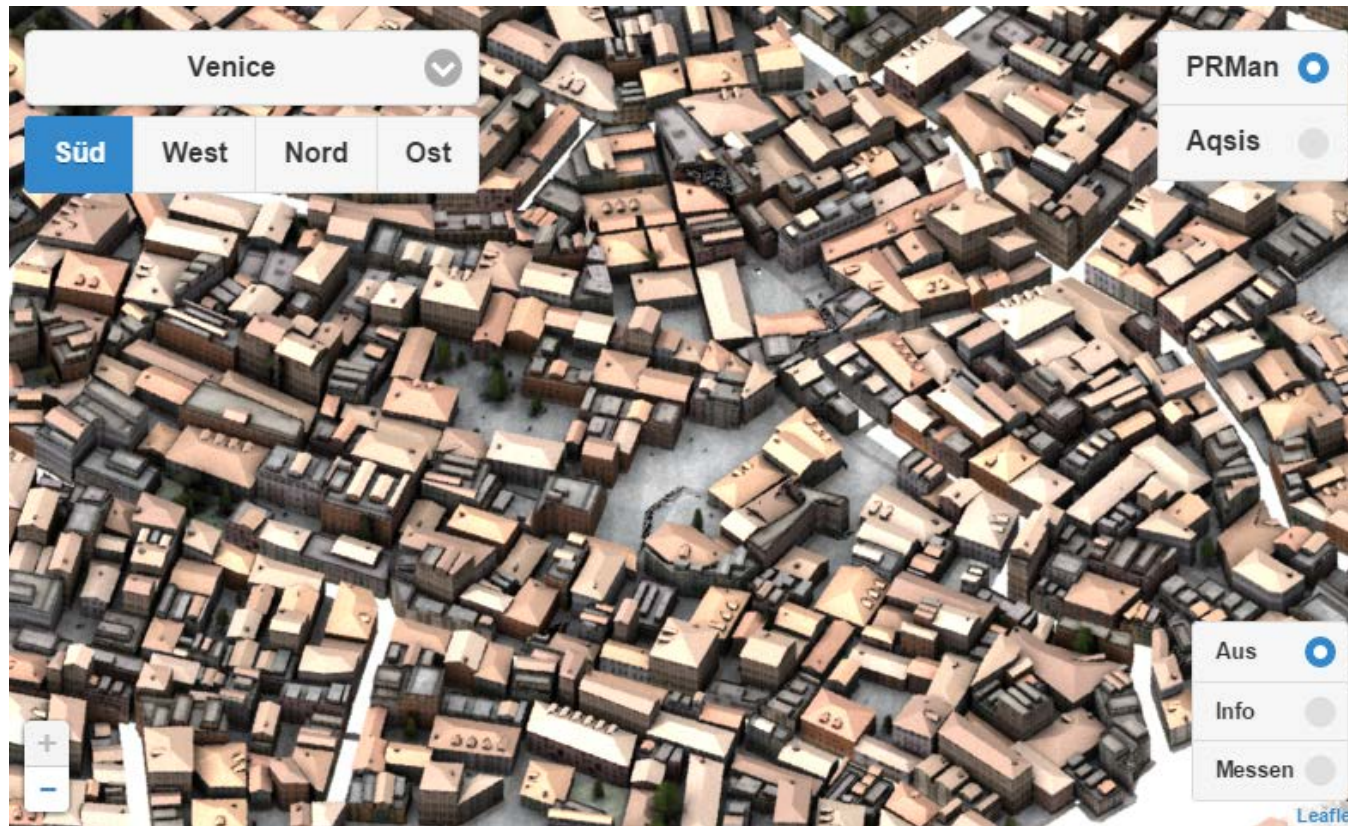 Venice
Süd West Nord Ost
PRMan
Aqsis
Aus
Info
Messen
+
−
Leafle